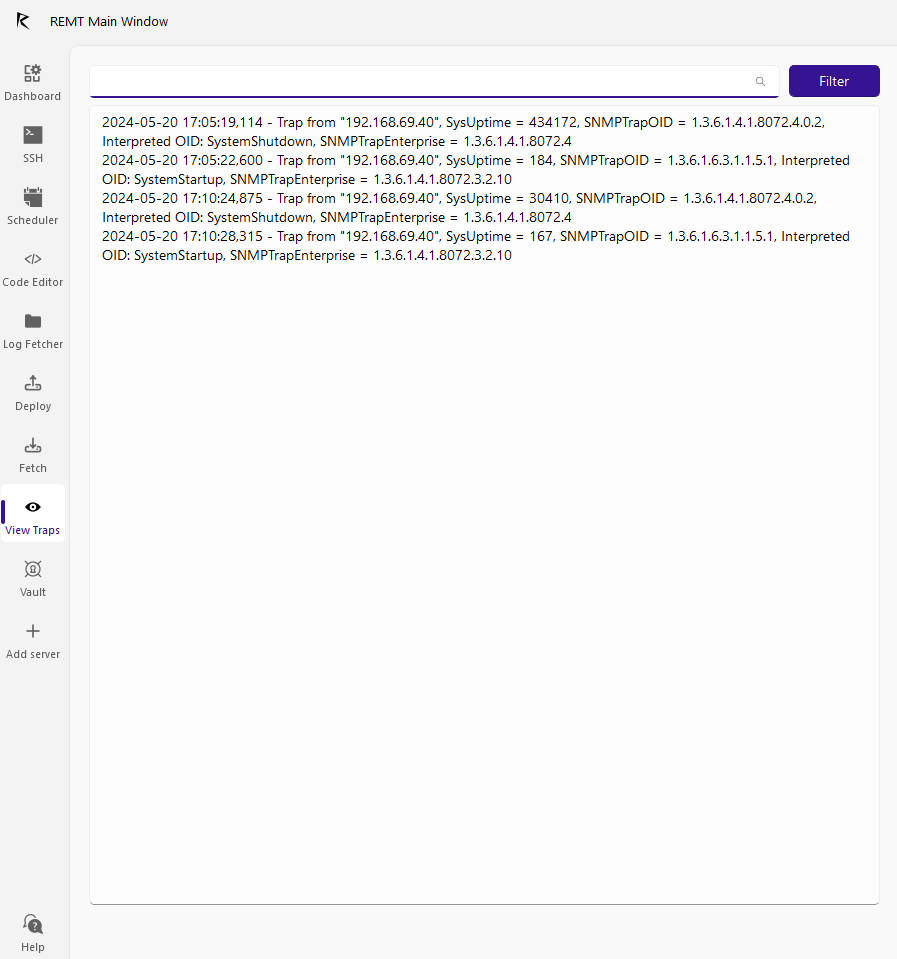 REMT Main Window
Dashboard
SSH
Scheduler
Code Editor
Log Fetcher
Deploy
Fetch
View Traps
Vault
Add server
Help
Filter
2024-05-20 17:05:19,114 - Trap from "192.168.69.40", SysUptime = 434172, SNMPTrapOID = 1.3.6.1.4.1.8072.4.0.2,
Interpreted OID: SystemShutdown, SNMPTrapEnterprise = 1.3.6.1.4.1.8072.4
2024-05-20 17:05:22,600 - Trap from "192.168.69.40", SysUptime = 184, SNMPTrapOID = 1.3.6.1.6.3.1.1.5.1, Interpreted
OID: SystemStartup, SNMPTrapEnterprise = 1.3.6.1.4.1.8072.3.2.10
2024-05-20 17:10:24,875 - Trap from "192.168.69.40", SysUptime = 30410, SNMPTrapOID = 1.3.6.1.4.1.8072.4.0.2,
Interpreted OID: SystemShutdown, SNMPTrapEnterprise = 1.3.6.1.4.1.8072.4
2024-05-20 17:10:28,315 - Trap from "192.168.69.40", SysUptime = 167, SNMPTrapOID = 1.3.6.1.6.3.1.1.5.1, Interpreted
OID: SystemStartup, SNMPTrapEnterprise = 1.3.6.1.4.1.8072.3.2.10